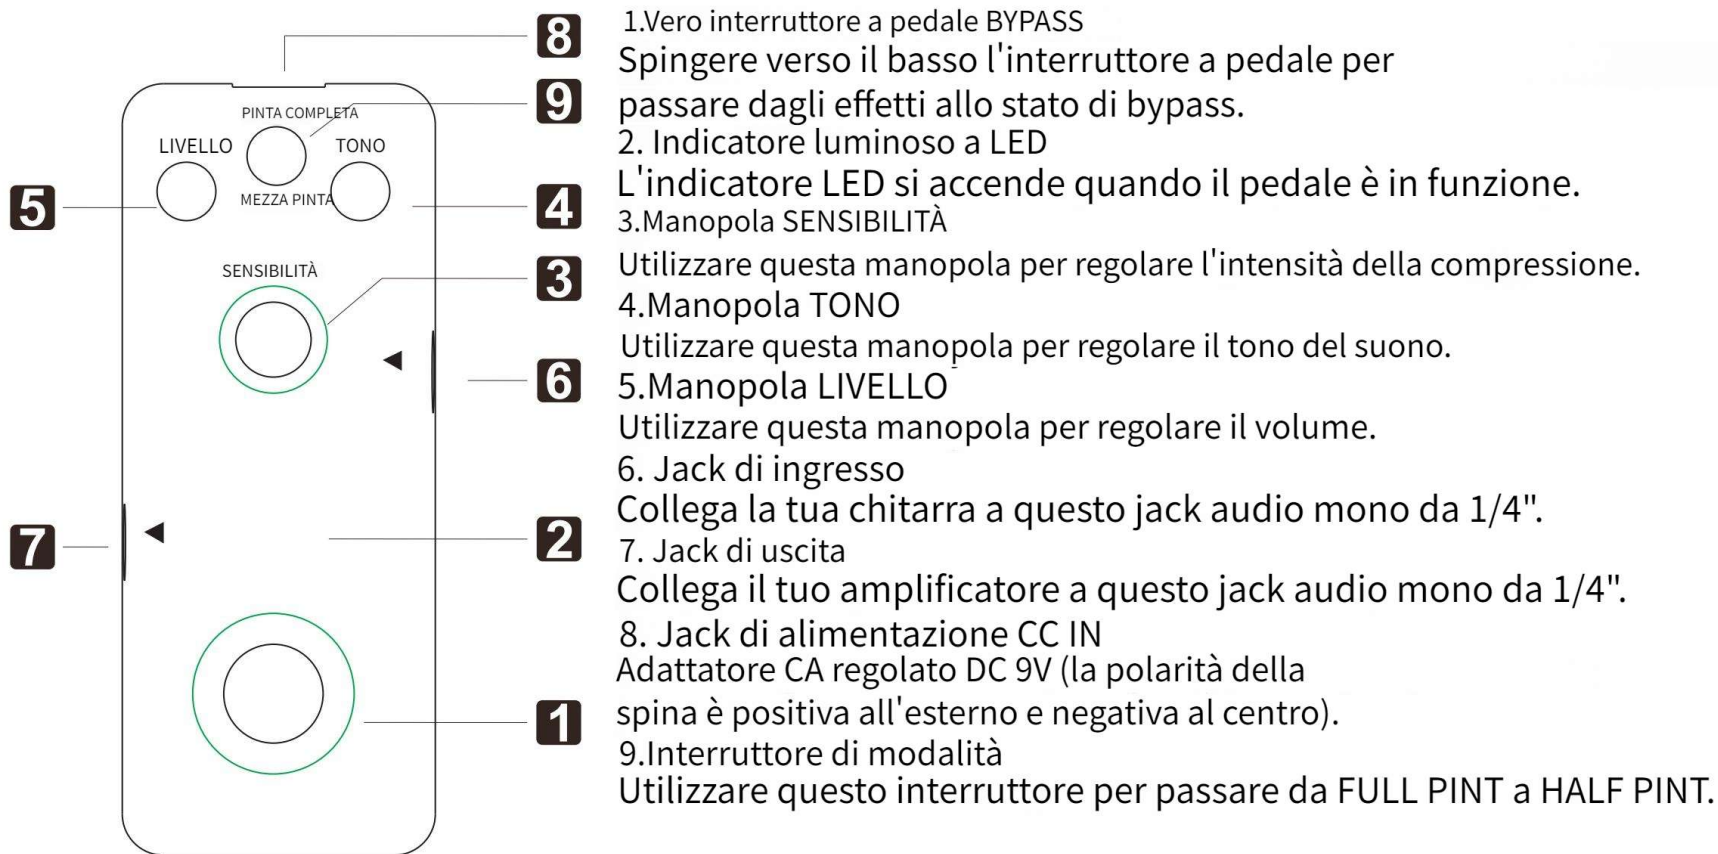 8
9
5
4
3
6
7
2
1
PINTA COMPLETA
LIVELLO
TONO
MEZZA PINTA
SENSIBILITÀ
1.Vero interruttore a pedale BYPASS
Spingere verso il basso l'interruttore a pedale per
passare dagli effetti allo stato di bypass.
2. Indicatore luminoso a LED
L'indicatore LED si accende quando il pedale è in funzione.
3.Manopola SENSIBILITÀ
Utilizzare questa manopola per regolare l'intensità della compressione.
4.Manopola TONO
Utilizzare questa manopola per regolare il tono del suono.
5.Manopola LIVELLO
Utilizzare questa manopola per regolare il volume.
6. Jack di ingresso
Collega la tua chitarra a questo jack audio mono da 1/4".
7. Jack di uscita
Collega il tuo amplificatore a questo jack audio mono da 1/4".
8. Jack di alimentazione CC IN
Adattatore CA regolato DC 9V (la polarità della
spina è positiva all'esterno e negativa al centro).
9.Interruttore di modalità
Utilizzare questo interruttore per passare da FULL PINT a HALF PINT.